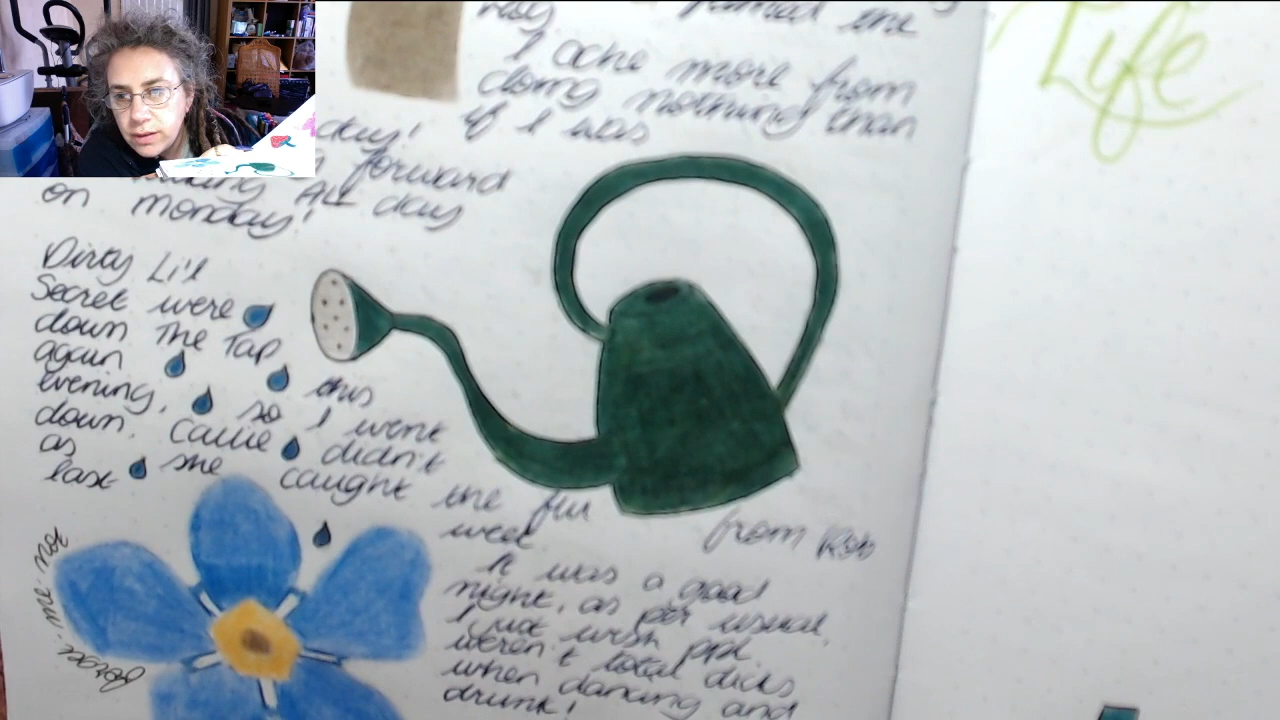 I ache more from
doing nothing than
day! if I was
forward
ALL day
on monday!
Dirty Li'l
Secret were
down The Tap
again this
evening, so I went
down. Callie didn't
as
last she caught the flu
week from Rob
It was a good
night, as per usual,
I just wish ppl
weren't total dicks
when dancing and
drunk!
forget.me.not
Life